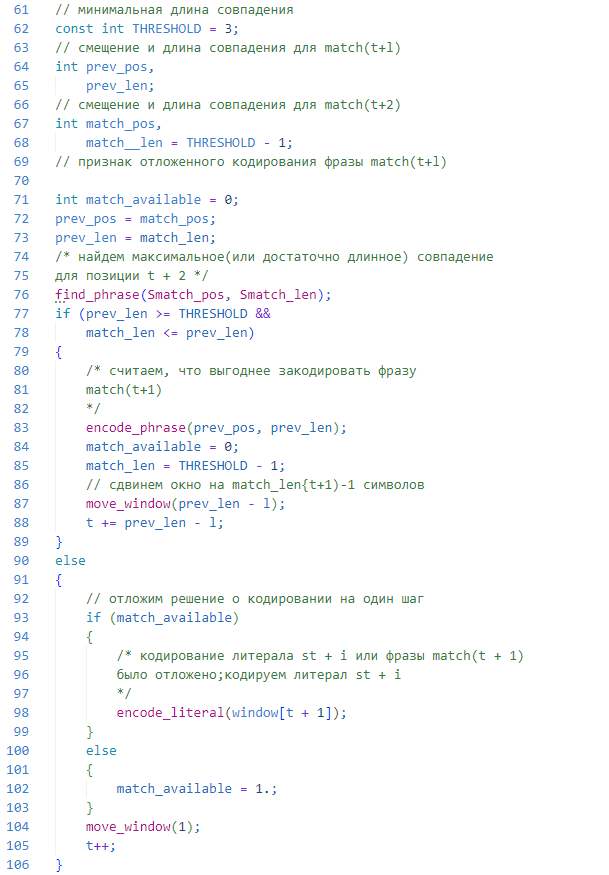 61 // минимальная длина совпадения
62 const int THRESHOLD = 3;
63 // смещение и длина совпадения для match(t+l)
64 int prev_pos,
65     prev_len;
66 // смещение и длина совпадения для match(t+2)
67 int match_pos,
68     match__len = THRESHOLD - 1;
69 // признак отложенного кодирования фразы match(t+l)
70
71 int match_available = 0;
72 prev_pos = match_pos;
73 prev_len = match_len;
74 /* найдем максимальное(или достаточно длинное) совпадение
75 для позиции t + 2 */
76 find_phrase(Smatch_pos, Smatch_len);
77 if (prev_len >= THRESHOLD &&
78     match_len <= prev_len)
79 {
80     /* считаем, что выгоднее закодировать фразу
81     match(t+1)
82     */
83     encode_phrase(prev_pos, prev_len);
84     match_available = 0;
85     match_len = THRESHOLD - 1;
86     // сдвинем окно на match_len{t+1)-1 символов
87     move_window(prev_len - l);
88     t += prev_len - l;
89 }
90 else
91 {
92     // отложим решение о кодировании на один шаг
93     if (match_available)
94     {
95         /* кодирование литерала st + i или фразы match(t + 1)
96         было отложено;кодируем литерал st + i
97         */
98         encode_literal(window[t + 1]);
99     }
100     else
101     {
102         match_available = 1.;
103     }
104     move_window(1);
105     t++;
106 }